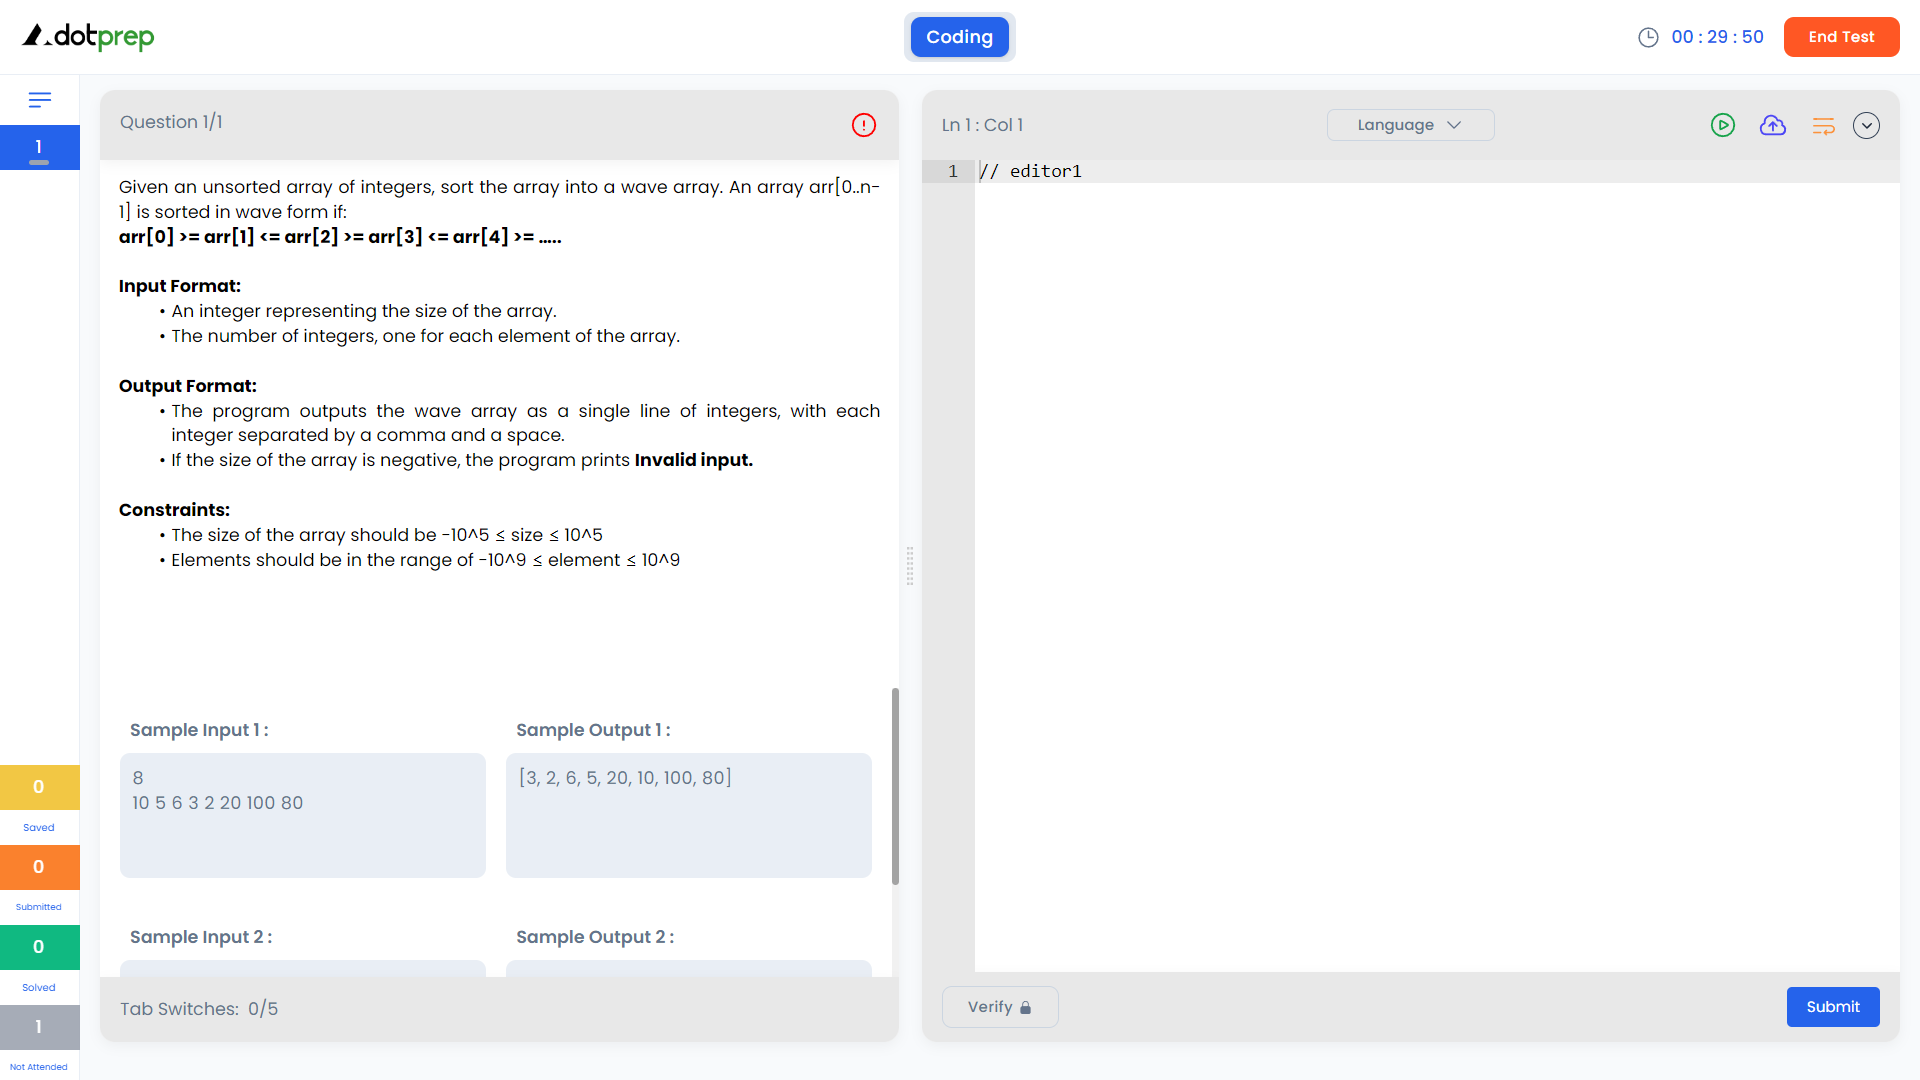 dotprep
Coding
00 : 29 : 50
End Test
1
Question 1/1
Given an unsorted array of integers, sort the array into a wave array. An array arr[0..n-
1] is sorted in wave form if:
arr[0] >= arr[1] <= arr[2] >= arr[3] <= arr[4] >= .....
Input Format:
• An integer representing the size of the array.
• The number of integers, one for each element of the array.
Output Format:
• The program outputs the wave array as a single line of integers, with each
integer separated by a comma and a space.
• If the size of the array is negative, the program prints Invalid input.
Constraints:
• The size of the array should be -10^5 ≤ size ≤ 10^5
• Elements should be in the range of -10^9 ≤ element ≤ 10^9
Sample Input 1 :
Sample Output 1 :
8
10 5 6 3 2 20 100 80
[3, 2, 6, 5, 20, 10, 100, 80]
Sample Input 2 :
Sample Output 2 :
Tab Switches: 0/5
0
Saved
0
Submitted
0
Solved
1
Not Attended
Ln 1 : Col 1
Language
1
// editor1
Verify
Submit